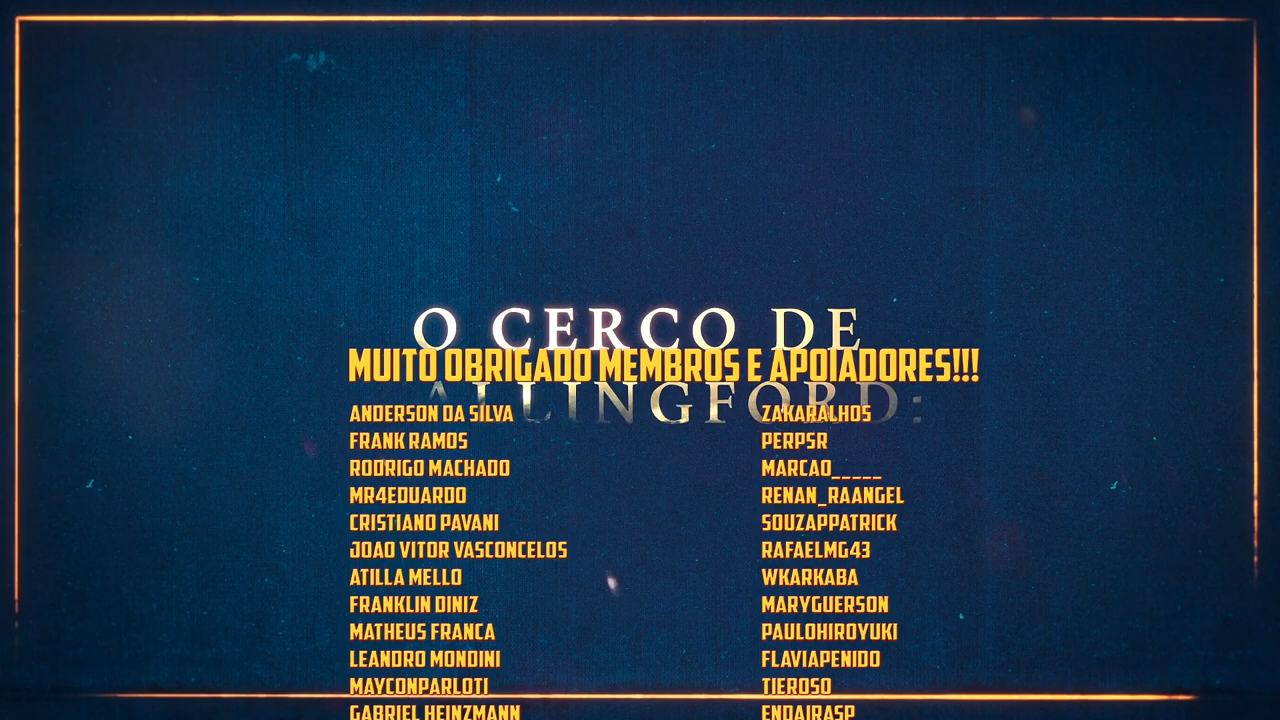 O CERCO DE
MUITO OBRIGADO MEMBROS E APOIADORES!!!
ALLINGFORD:
ANDERSON DA SILVA
FRANK RAMOS
RODRIGO MACHADO
MR4EDUARDO
CRISTIANO PAVANI
JOAO VITOR VASCONCELOS
ATILLA MELLO
FRANKLIN DINIZ
MATHEUS FRANCA
LEANDRO MONDINI
MAYCONPARLOTI
GABRIEL HEINZMANN
ZAKARALHOS
PERPSR
MARCAO_____
RENAN_RAANGEL
SOUZAPPATRICK
RAFAELMG43
WKARKABA
MARYGUERSON
PAULOHIROYUKI
FLAVIAPENIDO
TIEROSO
ENDAIRASP